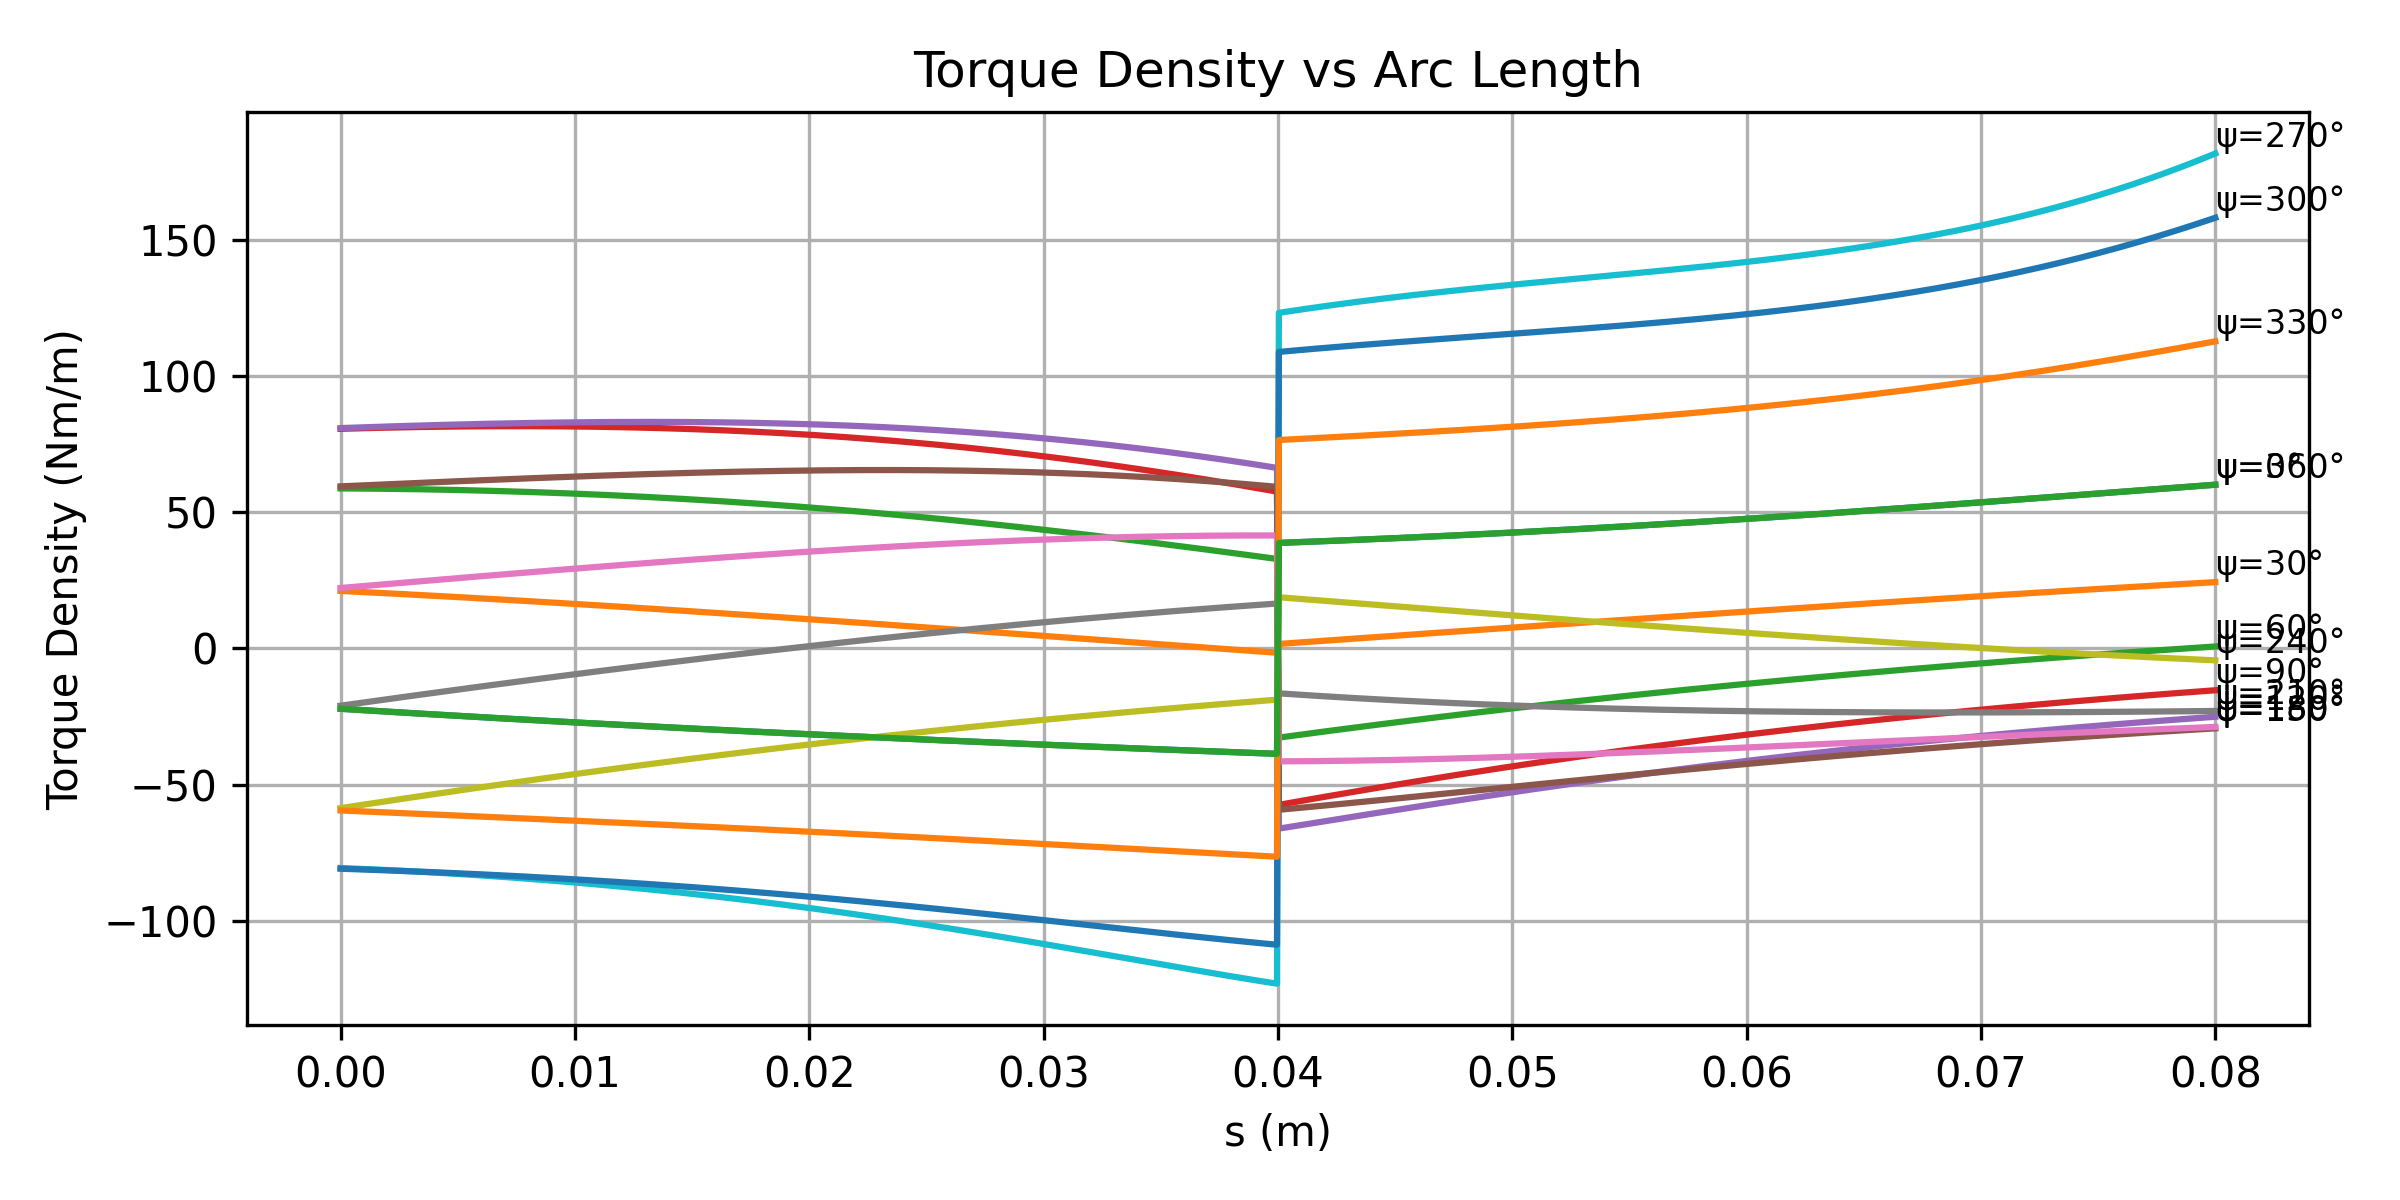 Torque Density vs Arc Length
Torque Density (Nm/m)
150
100
50
0
−50
−100
0.00 0.01 0.02 0.03 0.04 0.05 0.06 0.07 0.08
s (m)
ψ=270°
ψ=300°
ψ=330°
ψ=30°
ψ=60°
ψ=240°
ψ=90°